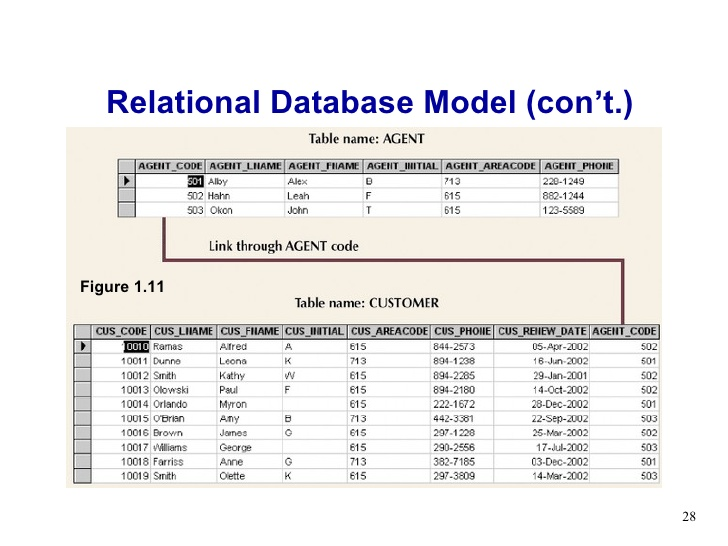 Relational Database Model (con’t.)
Table name: AGENT
AGENT_CODE AGENT_LNAME AGENT_FNAME AGENT_INITIAL AGENT_AREACODE AGENT_PHONE
501 Alby Alex B 713 228-1249
502 Hahn Leah F 615 882-1244
503 Okon John T 615 123-5589
Link through AGENT code
Figure 1.11
Table name: CUSTOMER
CUS_CODE CUS_LNAME CUS_FNAME CUS_INITIAL CUS_AREACODE CUS_PHONE CUS_RENEW_DATE AGENT_CODE
10010 Ramas Alfred A 615 844-2573 05-Apr-2002 502
10011 Dunne Leona K 713 894-1238 16-Jun-2002 501
10012 Smith Kathy W 615 894-2285 29-Jan-2001 502
10013 Olowski Paul F 615 894-2180 14-Oct-2002 502
10014 Orlando Myron 615 222-1672 28-Dec-2002 501
10015 O'Brian Amy B 713 442-3381 22-Sep-2002 503
10016 Brown James G 615 297-1228 25-Mar-2002 502
10017 Williams George 615 290-2556 17-Jul-2002 503
10018 Farriss Anne G 713 382-7185 03-Dec-2002 501
10019 Smith Olette K 615 297-3809 14-Mar-2002 503
28